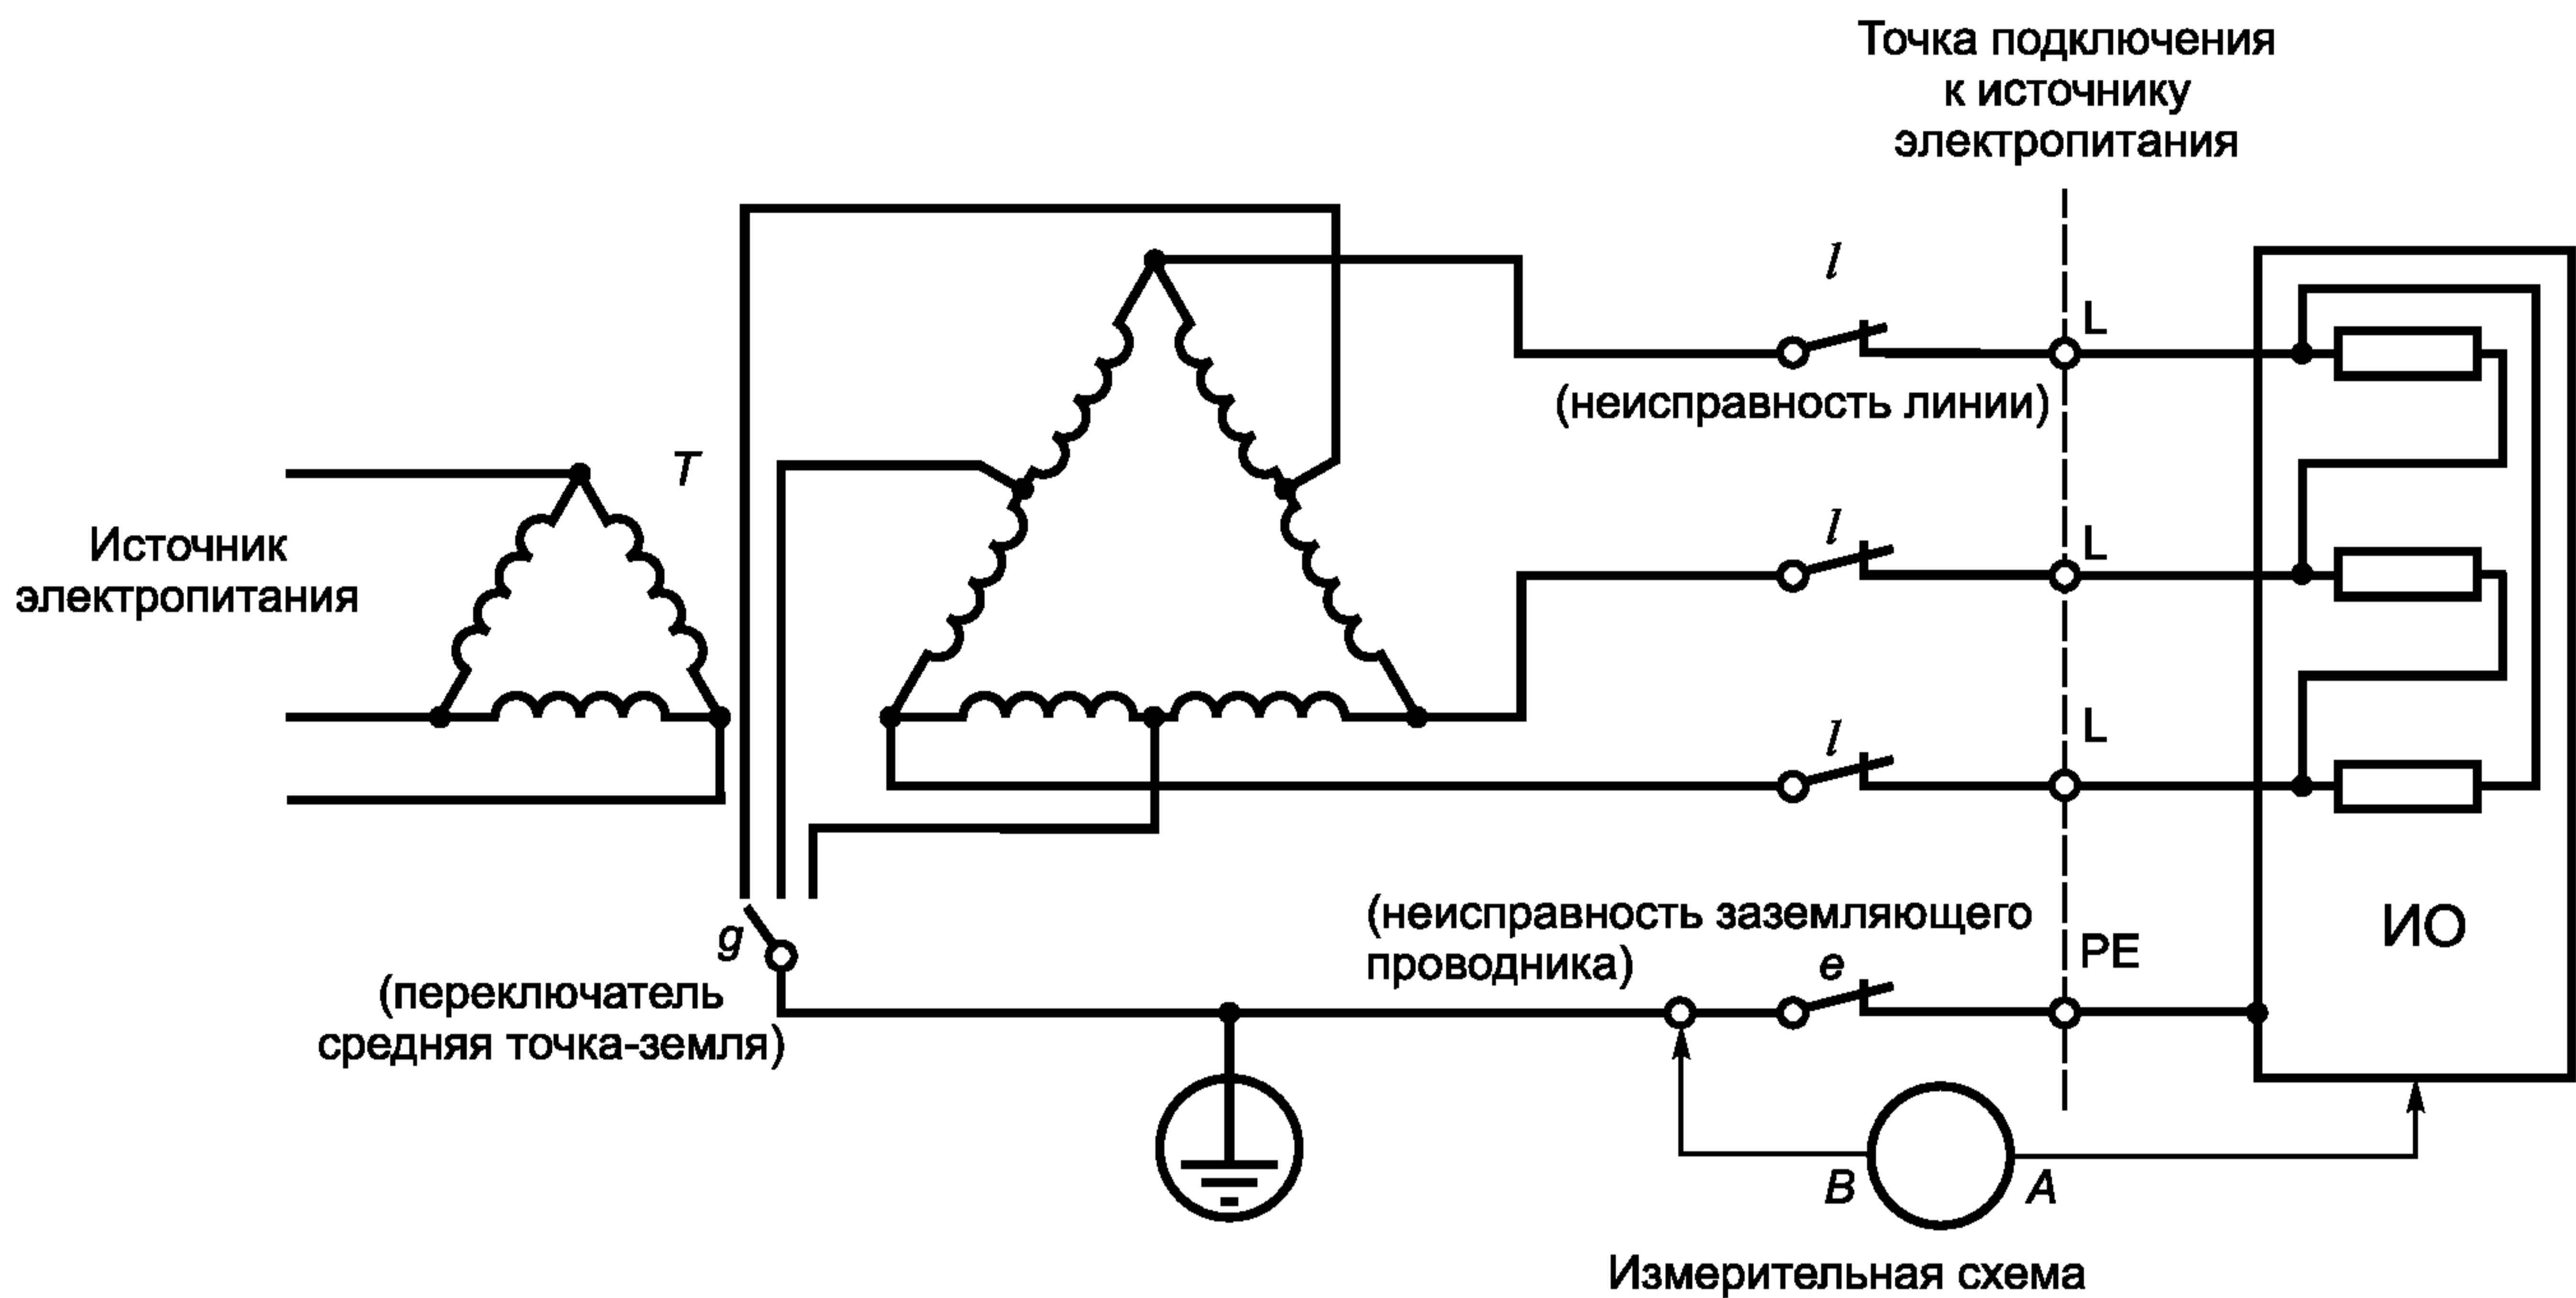 Точка подключения
к источнику
электропитания
l
L
(неисправность линии)
T
Источник
электропитания
l
L
l
L
(неисправность заземляющего
проводника)
e
PE
ИО
g
(переключатель
средняя точка-земля)
B
A
Измерительная схема